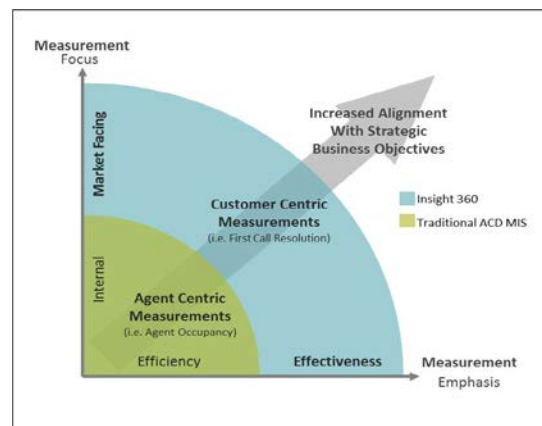 Measurement
Focus
Market Facing
Internal
Increased Alignment
With Strategic
Business Objectives
Customer Centric
Measurements
(i.e. First Call Resolution)
Insight 360
Traditional ACD MIS
Agent Centric
Measurements
(i.e. Agent Occupancy)
Efficiency
Effectiveness
Measurement
Emphasis